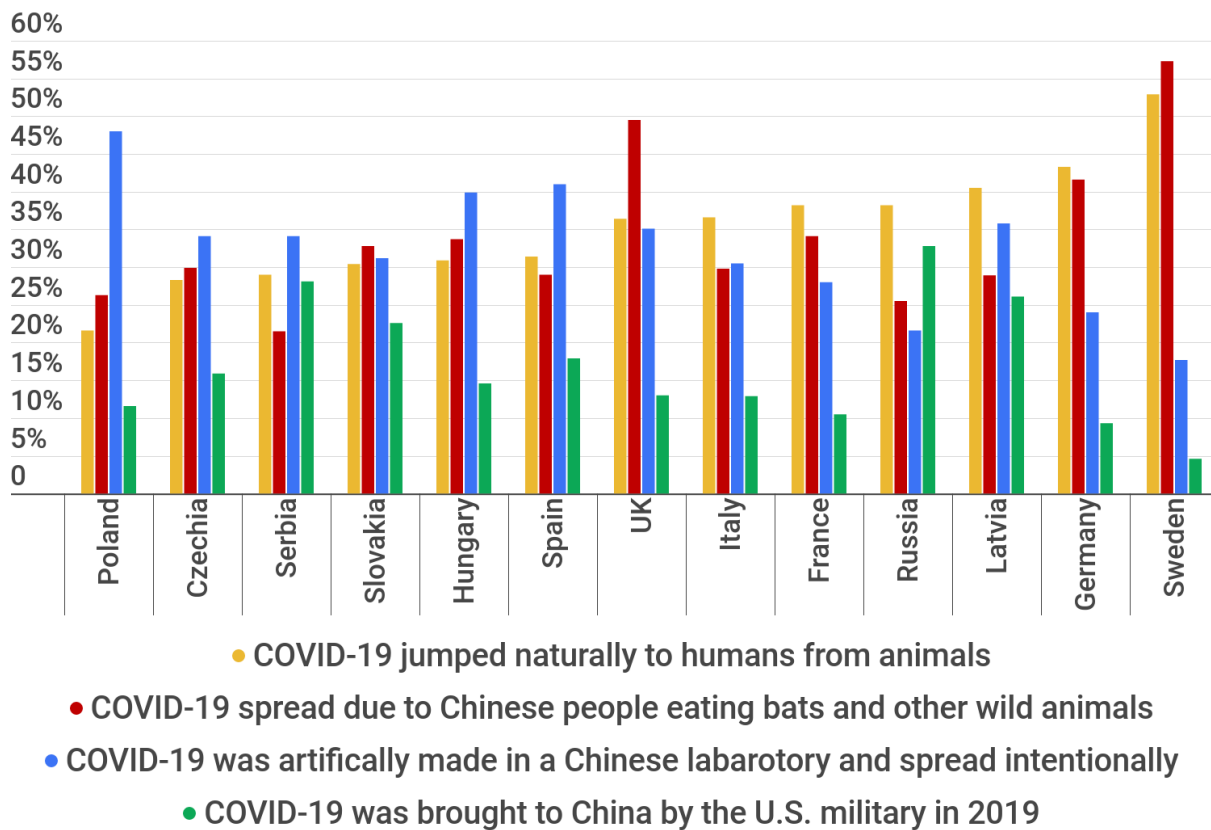 60%
55%
50%
45%
40%
35%
30%
25%
20%
15%
10%
5%
0
Poland
Czechia
Serbia
Slovakia
Hungary
Spain
UK
Italy
France
Russia
Latvia
Germany
Sweden
COVID-19 jumped naturally to humans from animals
COVID-19 spread due to Chinese people eating bats and other wild animals
COVID-19 was artifically made in a Chinese labarotory and spread intentionally
COVID-19 was brought to China by the U.S. military in 2019